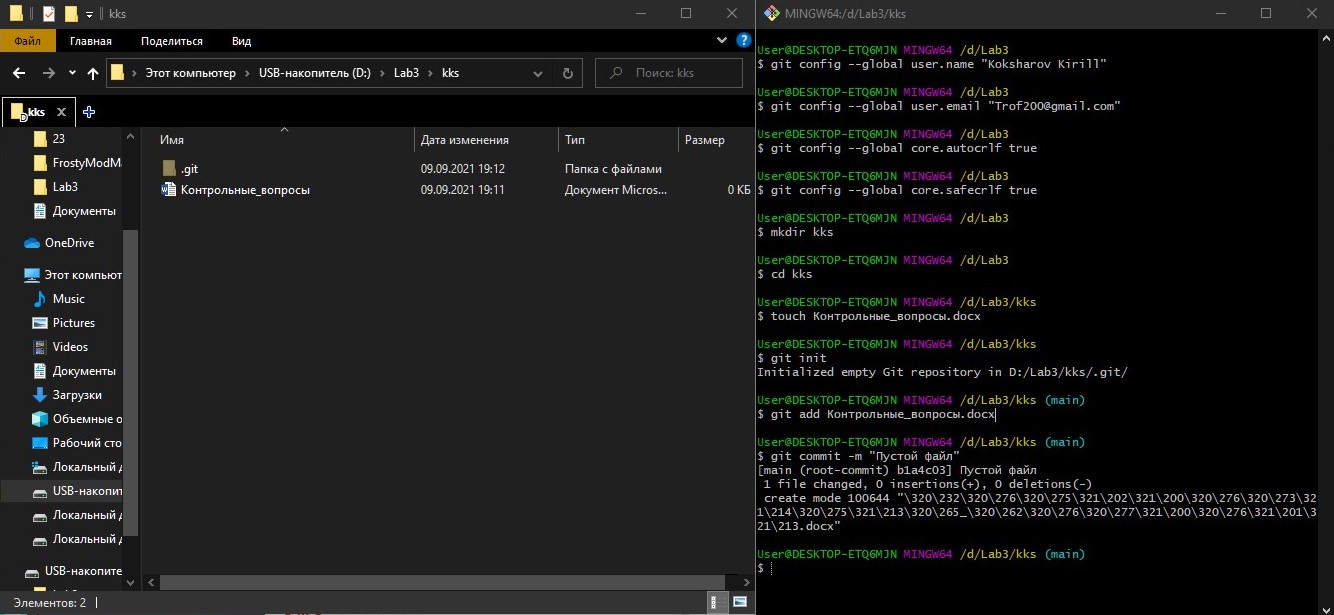 kks
Файл Главная Поделиться Вид
Этот компьютер USB-накопитель (D:) Lab3 kks
Поиск: kks
kks
Имя Дата изменения Тип Размер
.git 09.09.2021 19:12 Папка с файлами
Контрольные_вопросы 09.09.2021 19:11 Документ Micros... 0 КБ
23
FrostyModMa
Lab3
Документы
OneDrive
Этот компьют
Music
Pictures
Videos
Документы
Загрузки
Объемные о
Рабочий сто
Локальный д
USB-накопит
Локальный д
Локальный д
USB-накопите
Элементов: 2
MINGW64:/d/Lab3/kks
User@DESKTOP-ETQ6MJN MINGW64 /d/Lab3
$ git config --global user.name "Koksharov Kirill"
User@DESKTOP-ETQ6MJN MINGW64 /d/Lab3
$ git config --global user.email "Trof200@gmail.com"
User@DESKTOP-ETQ6MJN MINGW64 /d/Lab3
$ git config --global core.autocrlf true
User@DESKTOP-ETQ6MJN MINGW64 /d/Lab3
$ git config --global core.safecrlf true
User@DESKTOP-ETQ6MJN MINGW64 /d/Lab3
$ mkdir kks
User@DESKTOP-ETQ6MJN MINGW64 /d/Lab3
$ cd kks
User@DESKTOP-ETQ6MJN MINGW64 /d/Lab3/kks
$ touch Контрольные_вопросы.docx
User@DESKTOP-ETQ6MJN MINGW64 /d/Lab3/kks
$ git init
Initialized empty Git repository in D:/Lab3/kks/.git/
User@DESKTOP-ETQ6MJN MINGW64 /d/Lab3/kks (main)
$ git add Контрольные_вопросы.docx
User@DESKTOP-ETQ6MJN MINGW64 /d/Lab3/kks (main)
$ git commit -m "Пустой файл"
[main (root-commit) b1a4c03] Пустой файл
1 file changed, 0 insertions(+), 0 deletions(-)
create mode 100644 "\320\232\320\276\320\275\321\202\321\200\320\276\320\273\32
1\214\320\275\321\213\320\265_\320\262\320\276\320\277\321\200\320\276\321\201\3
21\213.docx"
User@DESKTOP-ETQ6MJN MINGW64 /d/Lab3/kks (main)
$